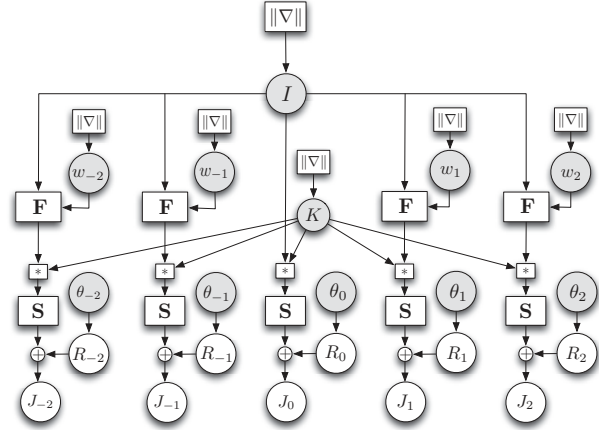 ‖∇‖
I
‖∇‖ ‖∇‖ ‖∇‖ ‖∇‖
w₋₂ w₋₁ ‖∇‖ w₁ w₂
F F K F F
* * * * *
θ₋₂ θ₋₁ θ₀ θ₁ θ₂
S S S S S
+ R₋₂ + R₋₁ + R₀ + R₁ + R₂
J₋₂ J₋₁ J₀ J₁ J₂